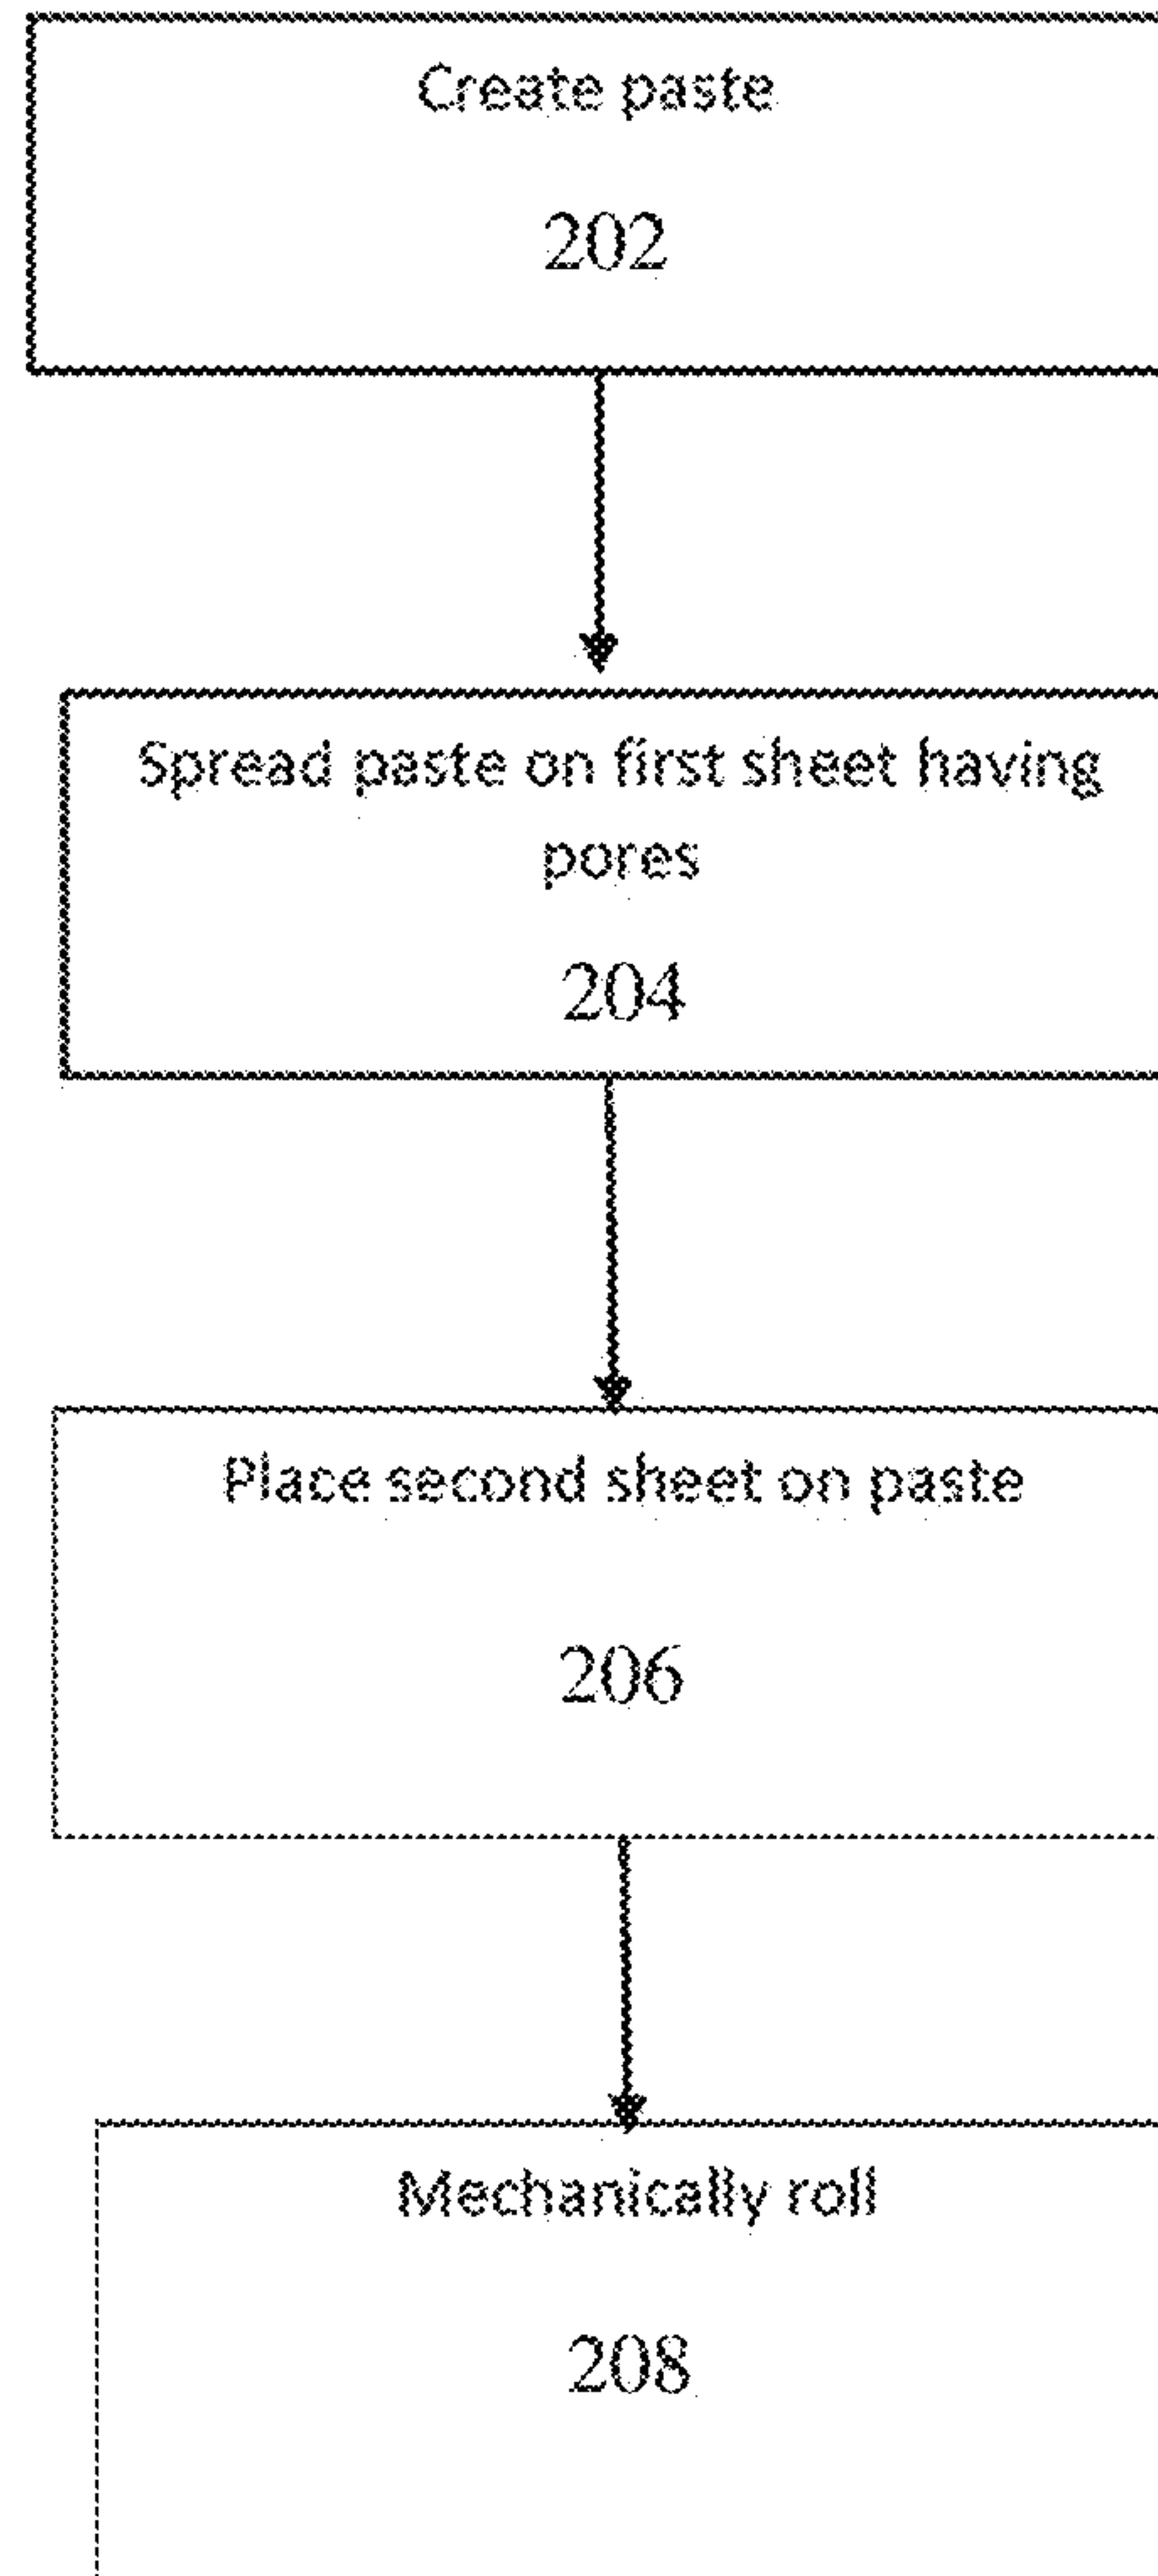 Create paste
202
Spread paste on first sheet having
pores
204
Place second sheet on paste
206
Mechanically roll
208